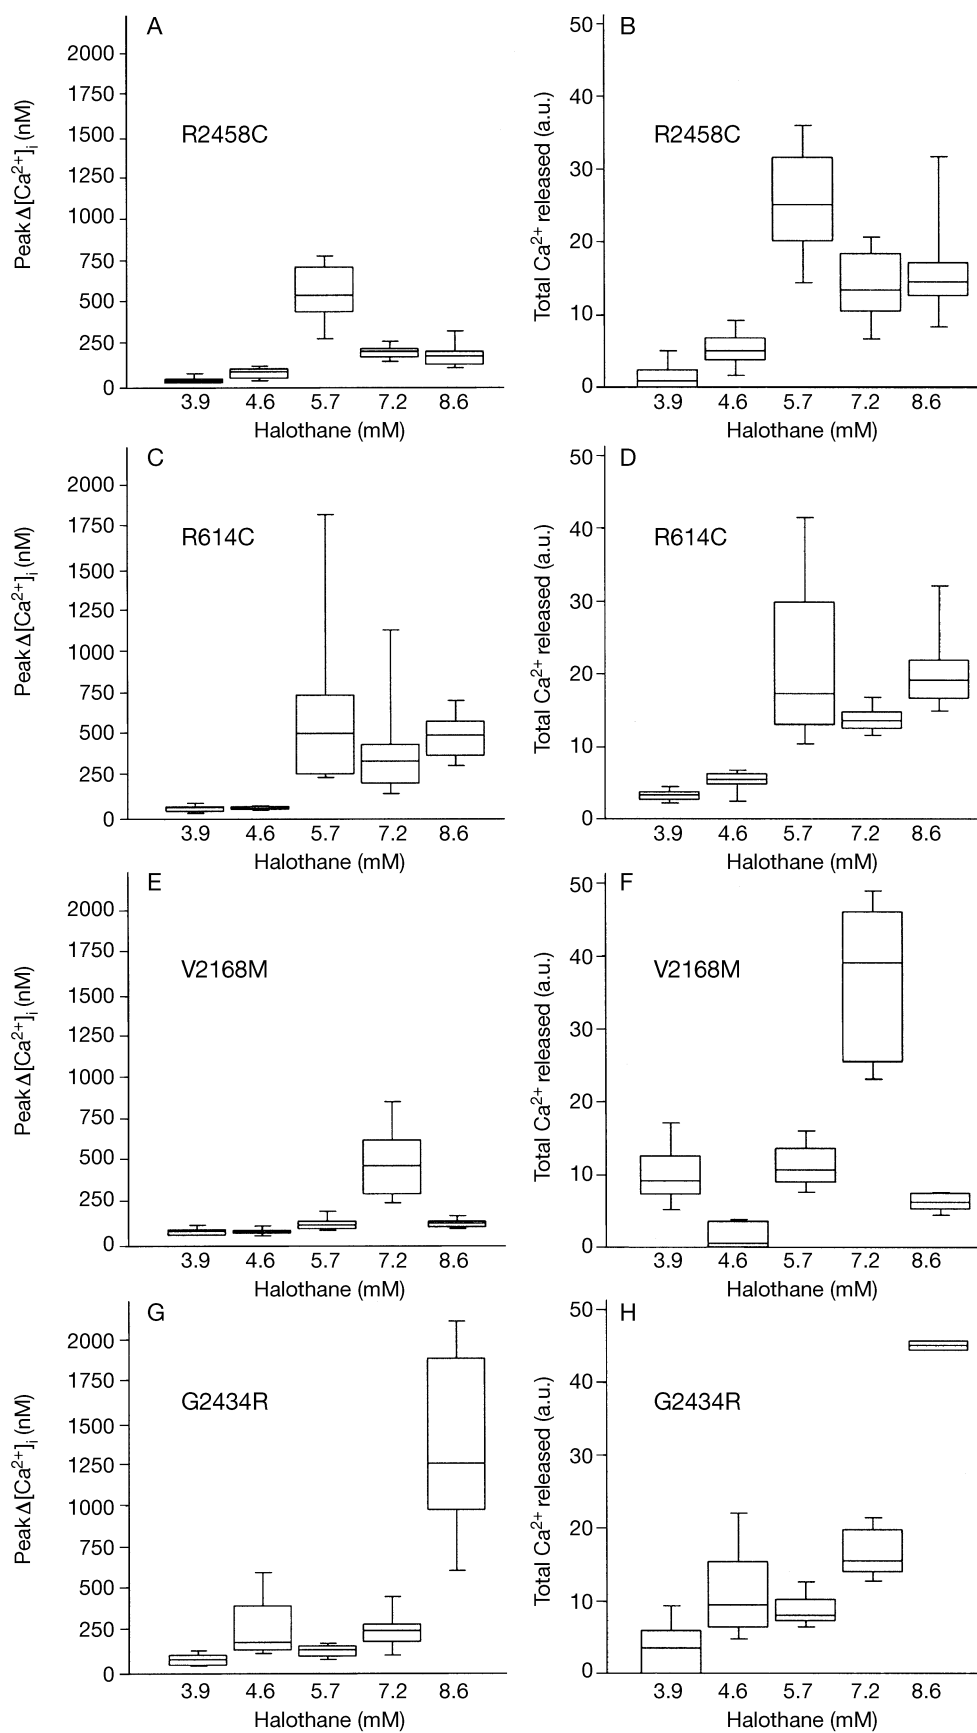 A
Peak Δ[Ca²⁺]ᵢ (nM)
2000
1750
1500
1250
1000
750
500
250
0
R2458C
3.9 4.6 5.7 7.2 8.6
Halothane (mM)
B
Total Ca²⁺ released (a.u.)
50
40
30
20
10
0
R2458C
3.9 4.6 5.7 7.2 8.6
Halothane (mM)
C
Peak Δ[Ca²⁺]ᵢ (nM)
2000
1750
1500
1250
1000
750
500
250
0
R614C
3.9 4.6 5.7 7.2 8.6
Halothane (mM)
D
Total Ca²⁺ released (a.u.)
50
40
30
20
10
0
R614C
3.9 4.6 5.7 7.2 8.6
Halothane (mM)
E
Peak Δ[Ca²⁺]ᵢ (nM)
2000
1750
1500
1250
1000
750
500
250
0
V2168M
3.9 4.6 5.7 7.2 8.6
Halothane (mM)
F
Total Ca²⁺ released (a.u.)
50
40
30
20
10
0
V2168M
3.9 4.6 5.7 7.2 8.6
Halothane (mM)
G
Peak Δ[Ca²⁺]ᵢ (nM)
2000
1750
1500
1250
1000
750
500
250
0
G2434R
3.9 4.6 5.7 7.2 8.6
Halothane (mM)
H
Total Ca²⁺ released (a.u.)
50
40
30
20
10
0
G2434R
3.9 4.6 5.7 7.2 8.6
Halothane (mM)